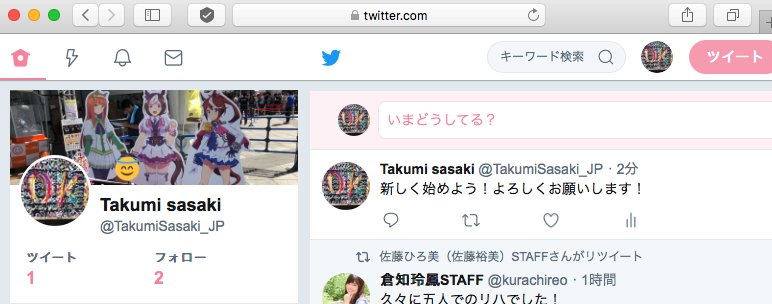 twitter.com
キーワード検索
ツイート
いまどうしてる？
Takumi sasaki @TakumiSasaki_JP · 2分
新しく始めよう！よろしくお願いします！
Takumi sasaki
@TakumiSasaki_JP
ツイート フォロー
1 2
佐藤ひろ美（佐藤裕美）STAFFさんがリツイート
倉知玲鳳STAFF @kurachireo · 1時間
久々に五人でのリハでした！